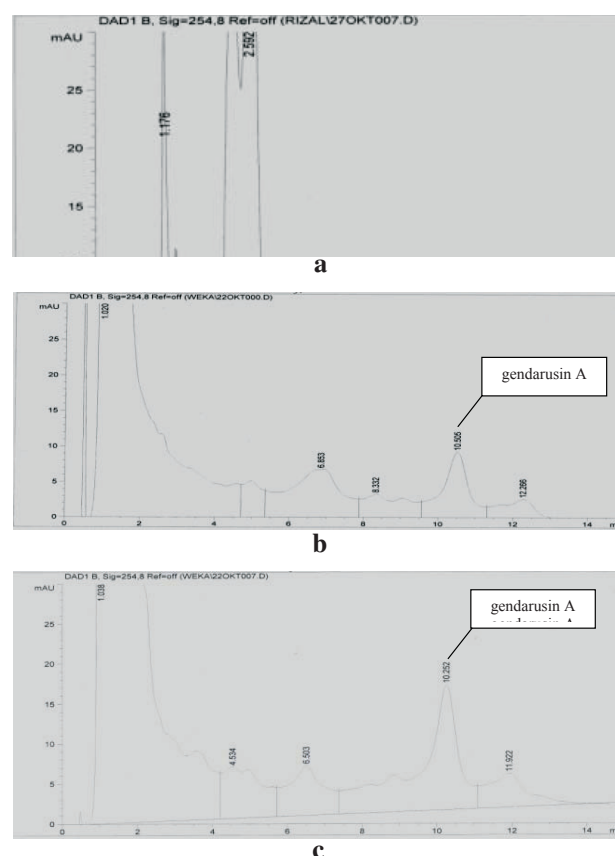 DAD1 B, Sig=254,8 Ref=off (RIZAL\27OKT007.D)
mAU
25
20
15
1.176
2.592
a
DAD1 B, Sig=254,8 Ref=off (WEKA\22OKT000.D)
mAU
25
20
15
10
5
0
1.020
6.853
8.332
10.505
12.266
gendarusin A
0 2 4 6 8 10 12 14 m
b
DAD1 B, Sig=254,8 Ref=off (WEKA\22OKT007.D)
mAU
25
20
15
10
5
0
1.038
4.534
6.503
10.252
11.922
gendarusin A
0 2 4 6 8 10 12 m
c